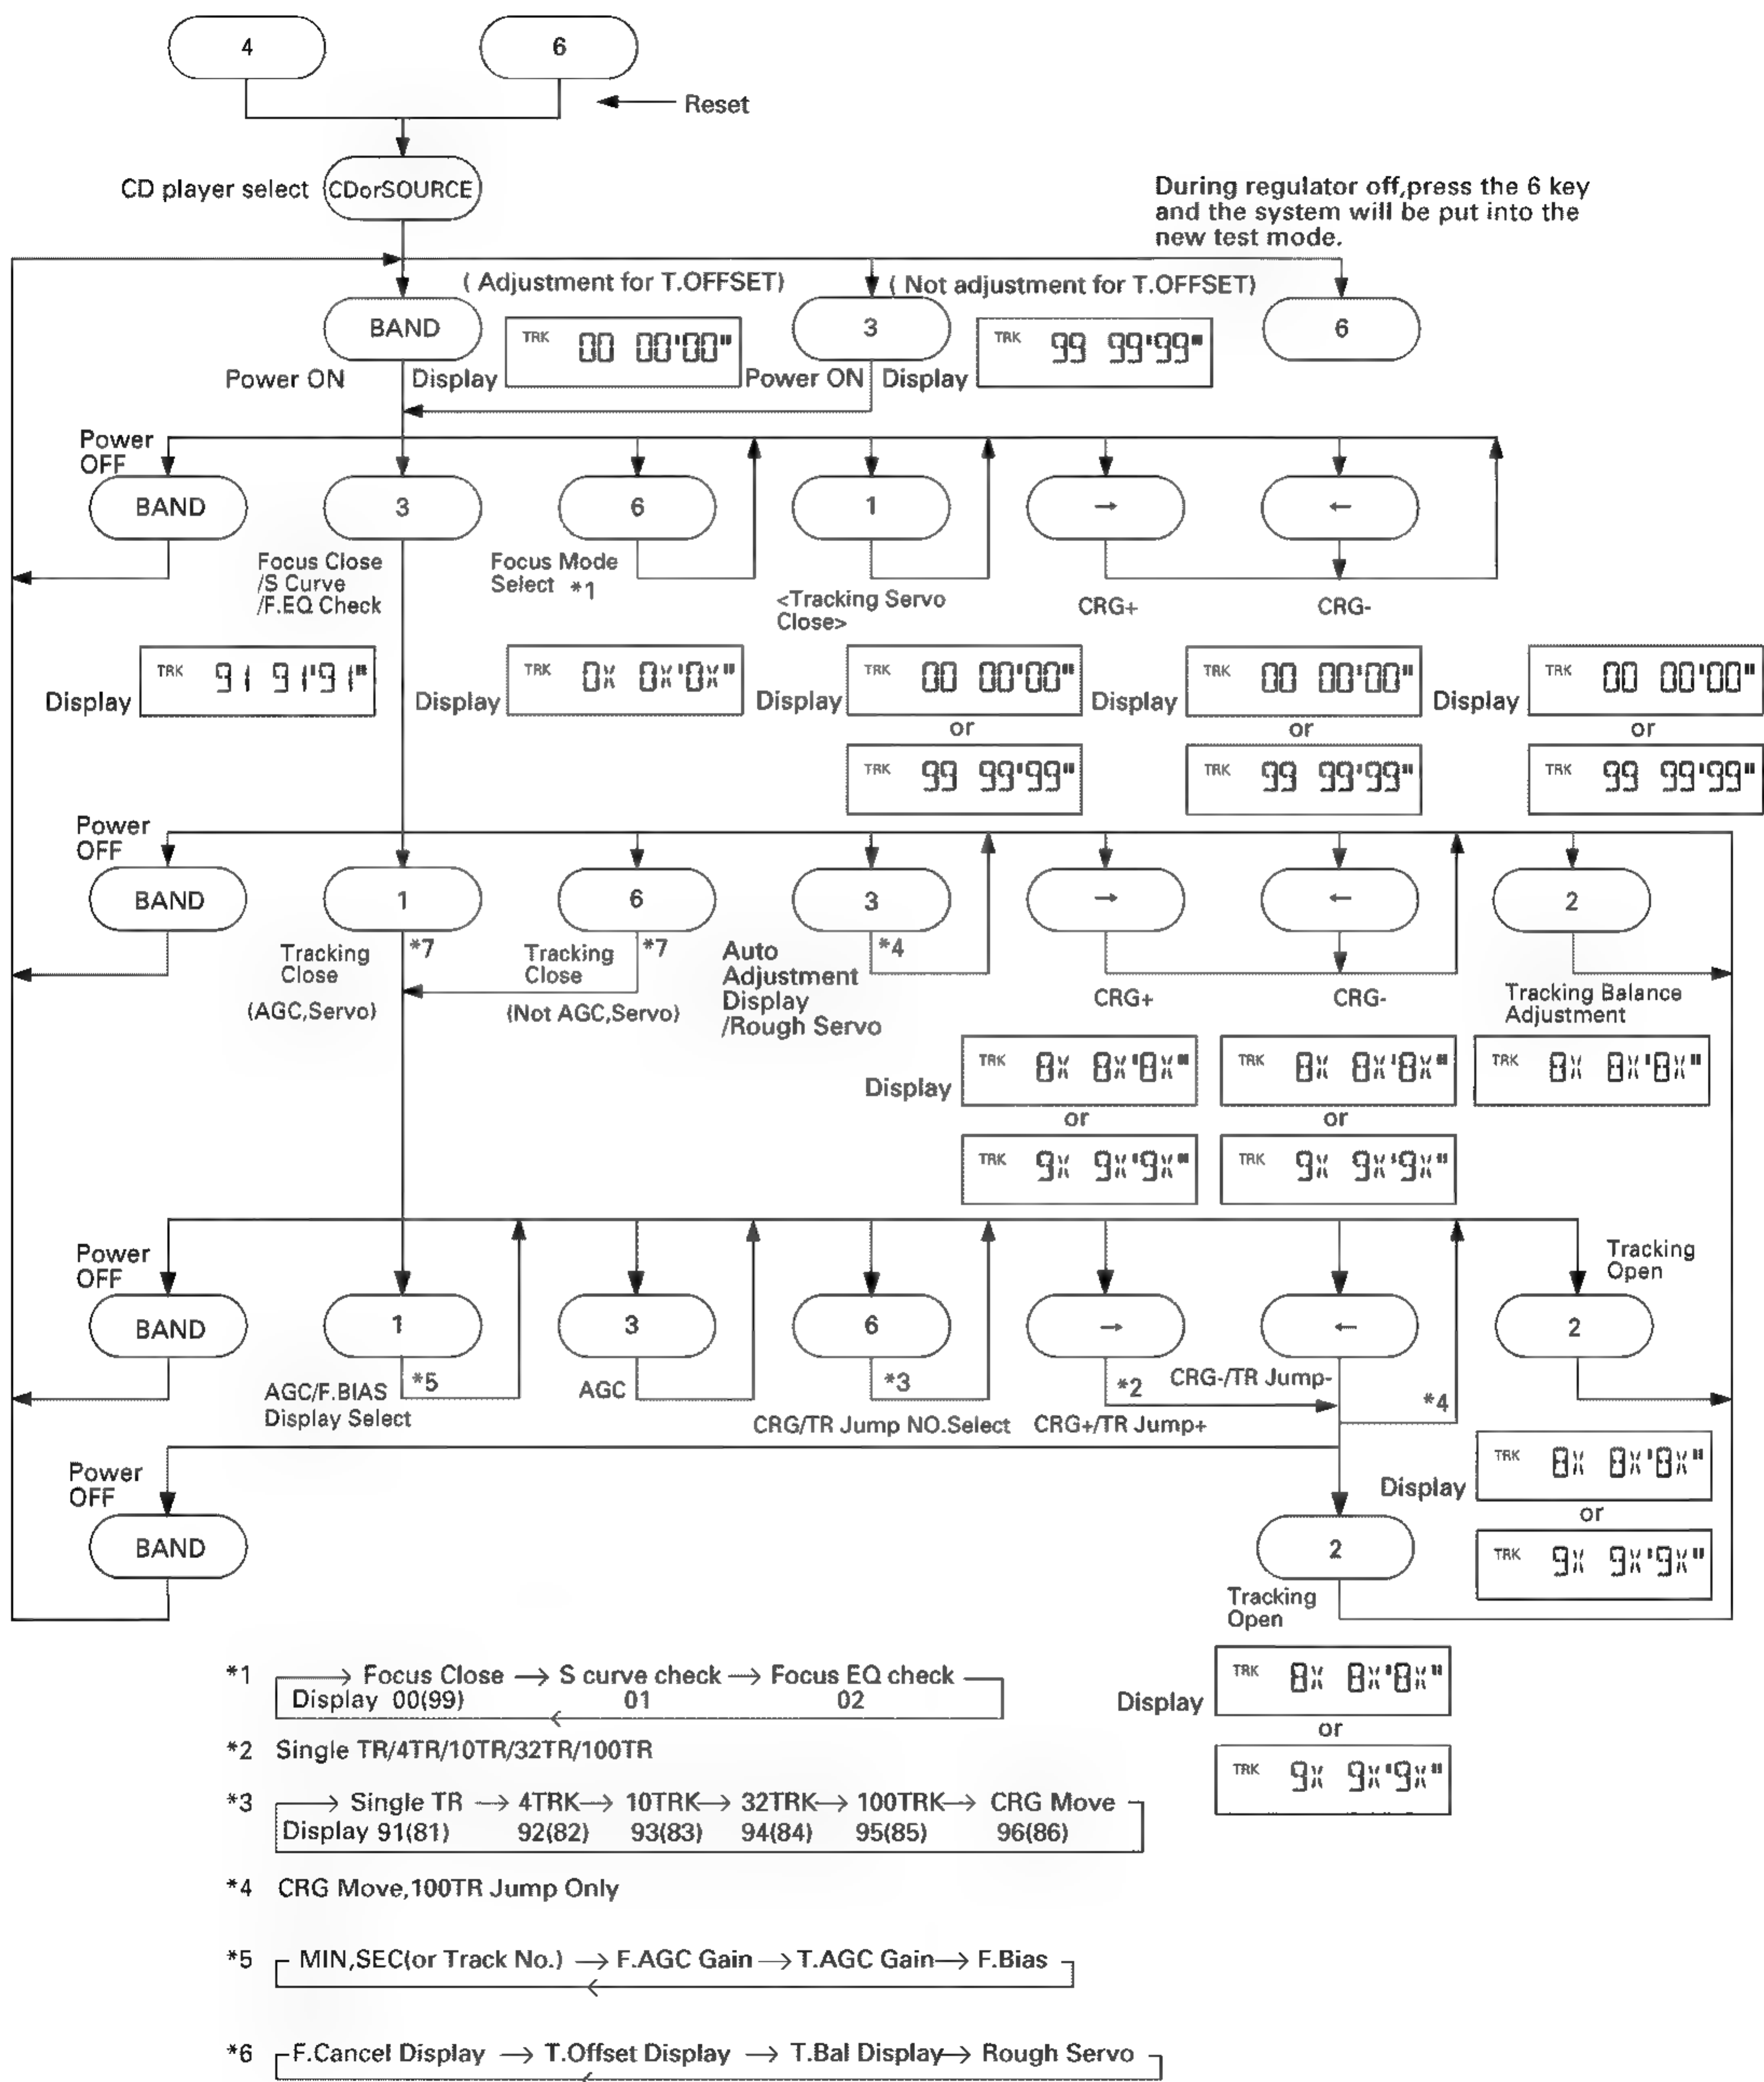 4
6
Reset
CD player select
CDorSOURCE
During regulator off,press the 6 key
and the system will be put into the
new test mode.
( Adjustment for T.OFFSET)
( Not adjustment for T.OFFSET)
BAND
TRK 00 00'00"
3
TRK 99 99'99"
6
Power ON
Display
Power ON
Display
Power
OFF
BAND
3
6
1
→
←
Focus Close
/S Curve
/F.EQ Check
Focus Mode
Select *1
<Tracking Servo
Close>
CRG+
CRG-
Display
TRK 91 91'91"
Display
TRK 0X 0X'0X"
Display
TRK 00 00'00"
or
TRK 99 99'99"
Display
TRK 00 00'00"
or
TRK 99 99'99"
Display
TRK 00 00'00"
or
TRK 99 99'99"
Power
OFF
BAND
1
6
3
→
←
2
*7
Tracking
Close
(AGC,Servo)
*7
Tracking
Close
(Not AGC,Servo)
*4
Auto
Adjustment
Display
/Rough Servo
CRG+
CRG-
Tracking Balance
Adjustment
Display
TRK 8X 8X'8X"
or
TRK 9X 9X'9X"
TRK 8X 8X'8X"
or
TRK 9X 9X'9X"
TRK 8X 8X'8X"
Power
OFF
Tracking
Open
BAND
1
3
6
→
←
2
*5
AGC/F.BIAS
Display Select
AGC
*3
CRG/TR Jump NO.Select
*2
CRG+/TR Jump+
CRG-/TR Jump-
*4
Power
OFF
BAND
Display
TRK 8X 8X'8X"
or
TRK 9X 9X'9X"
2
Tracking
Open
Display
TRK 8X 8X'8X"
or
TRK 9X 9X'9X"
*1 → Focus Close → S curve check → Focus EQ check
Display 00(99) 01 02
*2 Single TR/4TR/10TR/32TR/100TR
*3 → Single TR → 4TRK → 10TRK → 32TRK → 100TRK → CRG Move
Display 91(81) 92(82) 93(83) 94(84) 95(85) 96(86)
*4 CRG Move,100TR Jump Only
*5 MIN,SEC(or Track No.) → F.AGC Gain → T.AGC Gain → F.Bias
*6 F.Cancel Display → T.Offset Display → T.Bal Display → Rough Servo